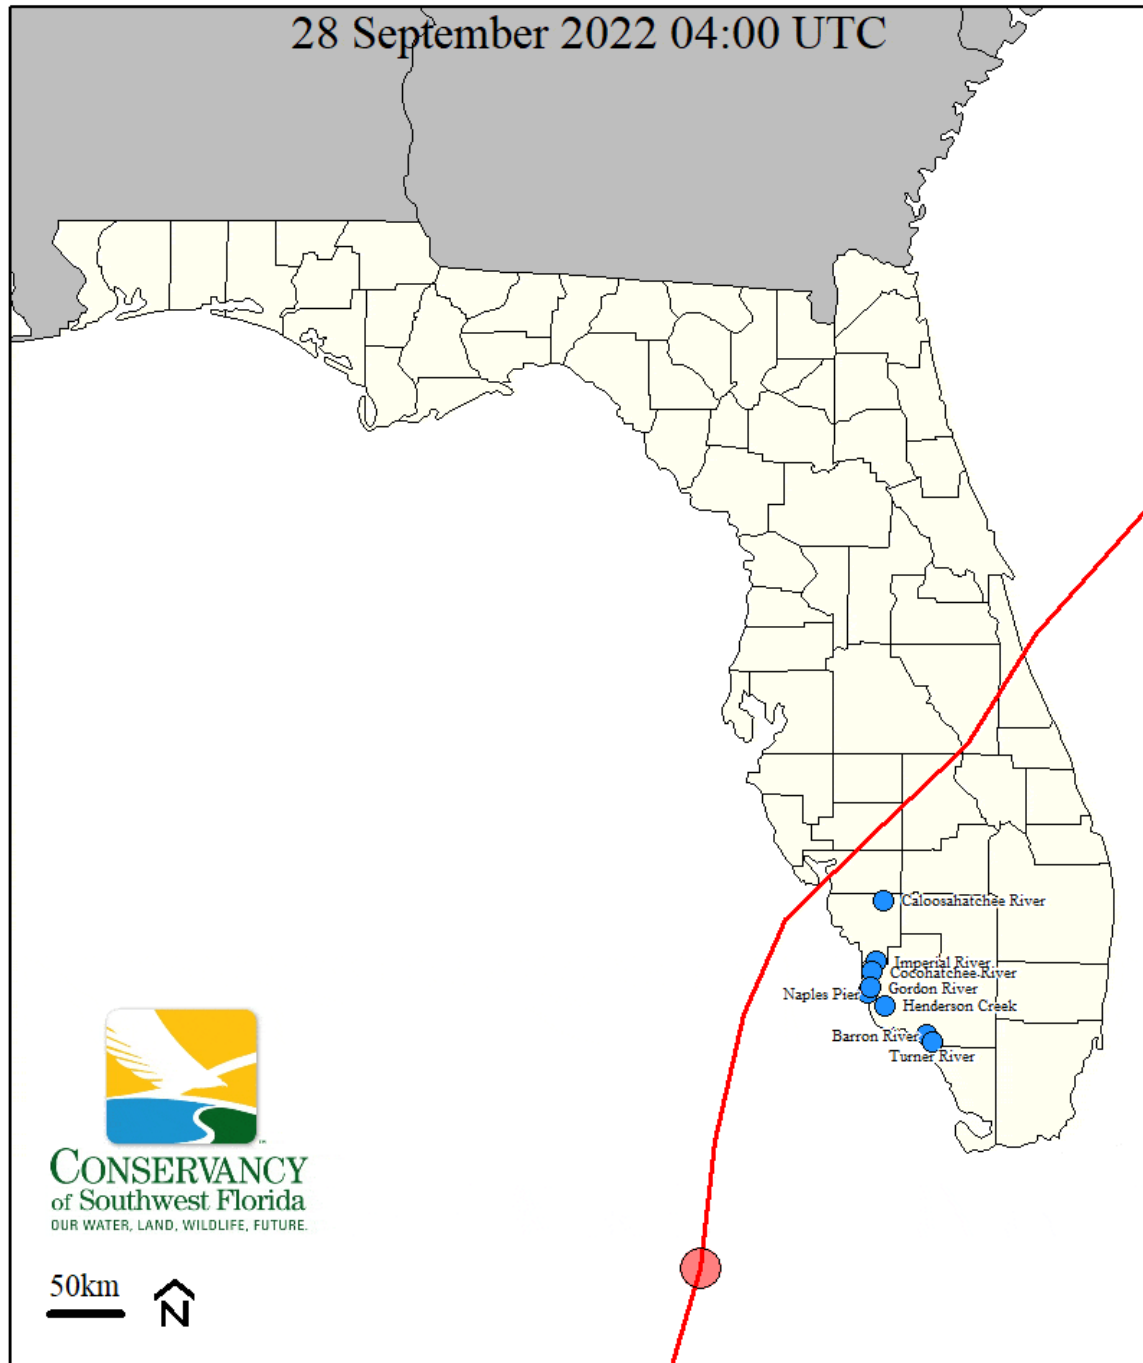 28 September 2022 04:00 UTC
Caloosahatchee River
Imperial River
Cocohatchee River
Gordon River
Naples Pier
Henderson Creek
Barron River
Turner River
CONSERVANCY
of Southwest Florida
OUR WATER, LAND, WILDLIFE, FUTURE.
50km
N